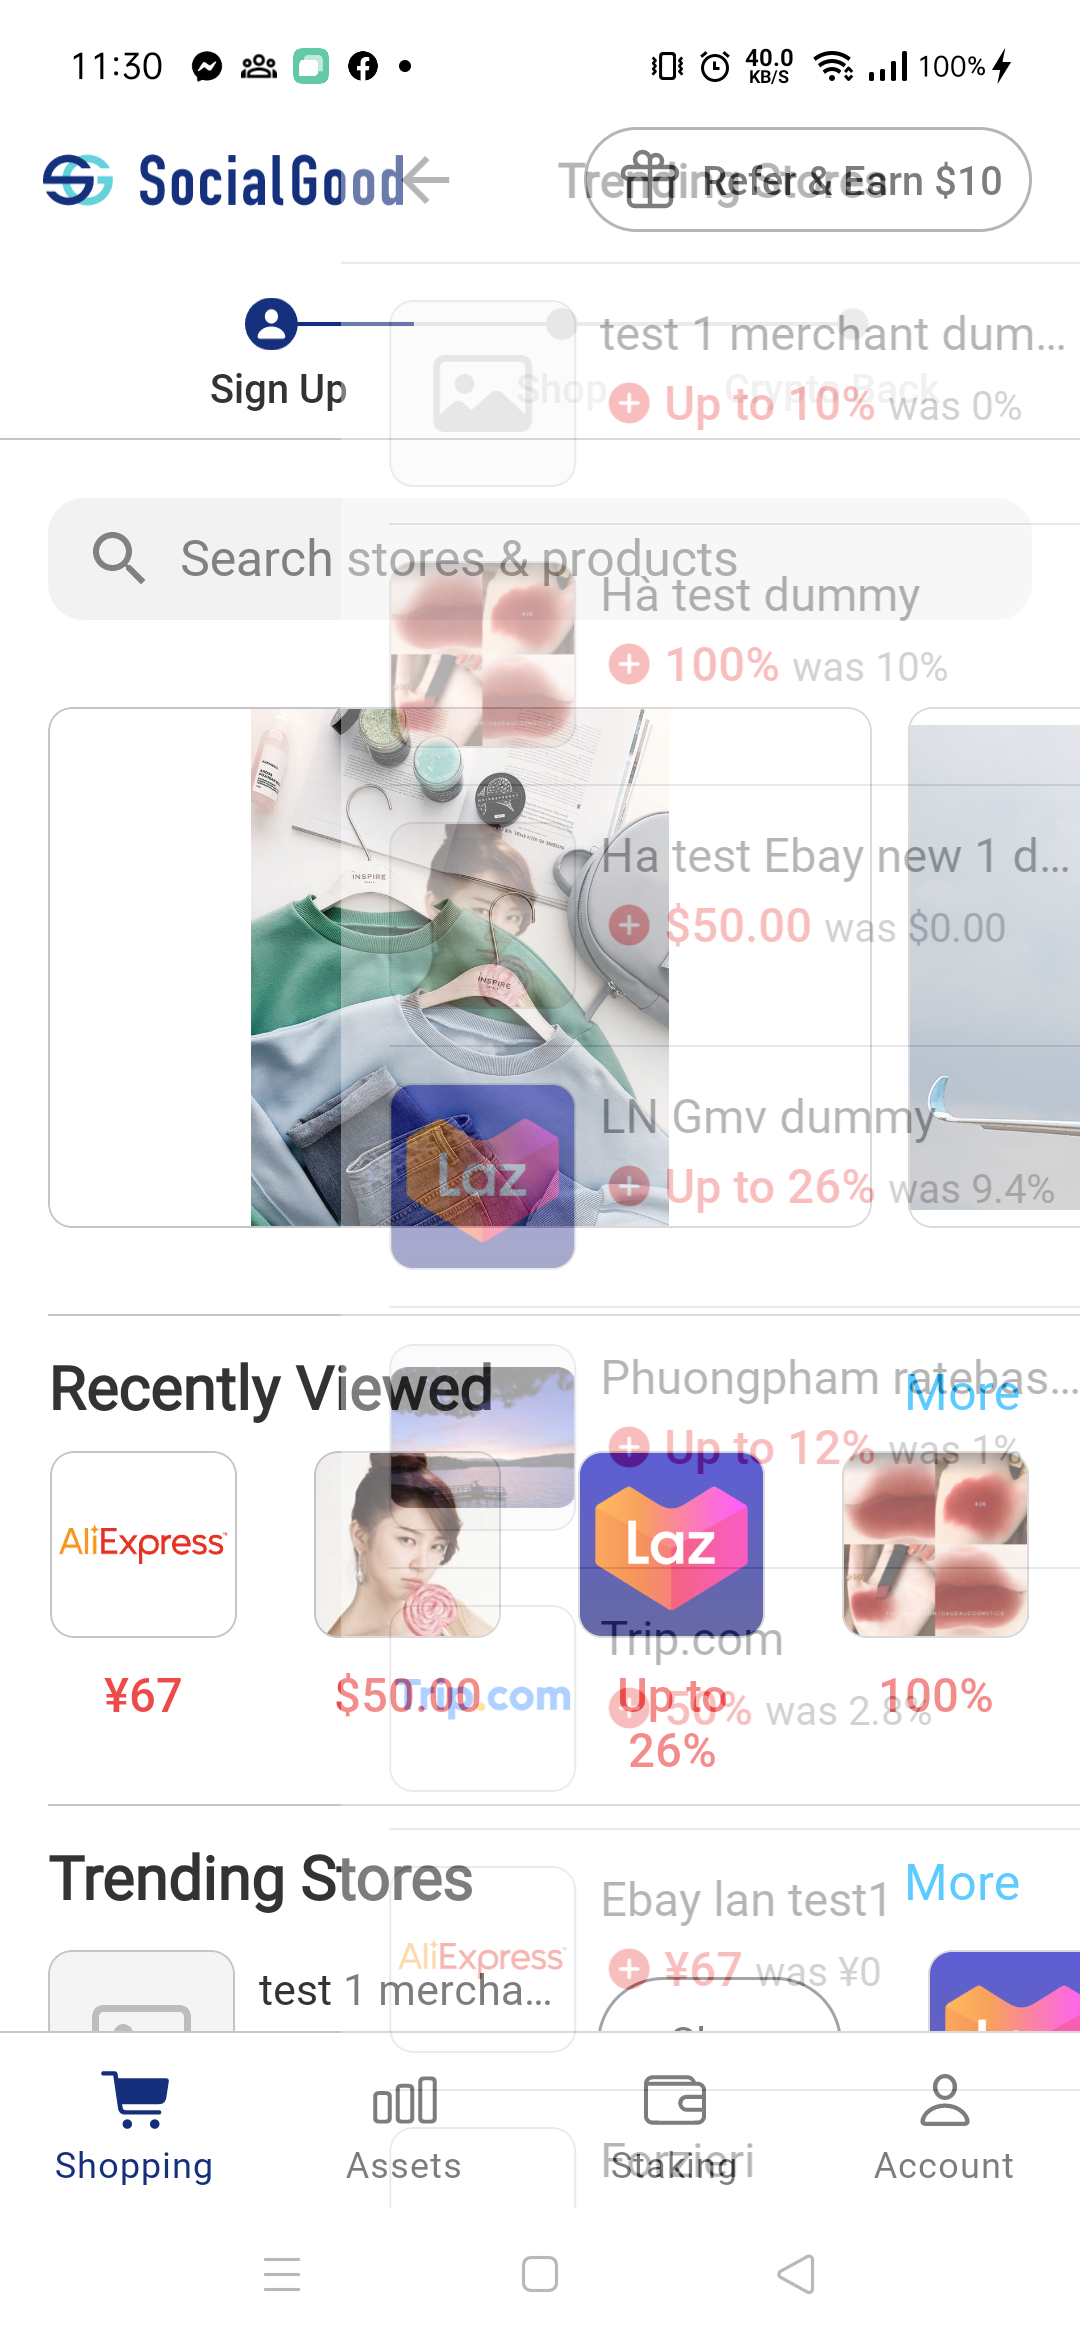 11:30
40.0
KB/S
100%
SocialGood
Trending Stores
Refer & Earn $10
Sign Up
Shop
Crypto Back
test 1 merchant dum...
Up to 10% was 0%
Search stores & products
Hà test dummy
100% was 10%
INSPIRE
Ha test Ebay new 1 d...
$50.00 was $0.00
INSPIRE
LN Gmv dummy
Laz
Up to 26% was 9.4%
Recently Viewed
More
Phuongpham ratebas...
Up to 12% was 1%
AliExpress
Laz
Trip.com
Trip.com
50% was 2.8%
¥67
$50.00
Up to
26%
100%
Trending Stores
More
Ebay lan test1
AliExpress
¥67 was ¥0
test 1 mercha...
Shopping
Assets
Staking
Account
Forzieri